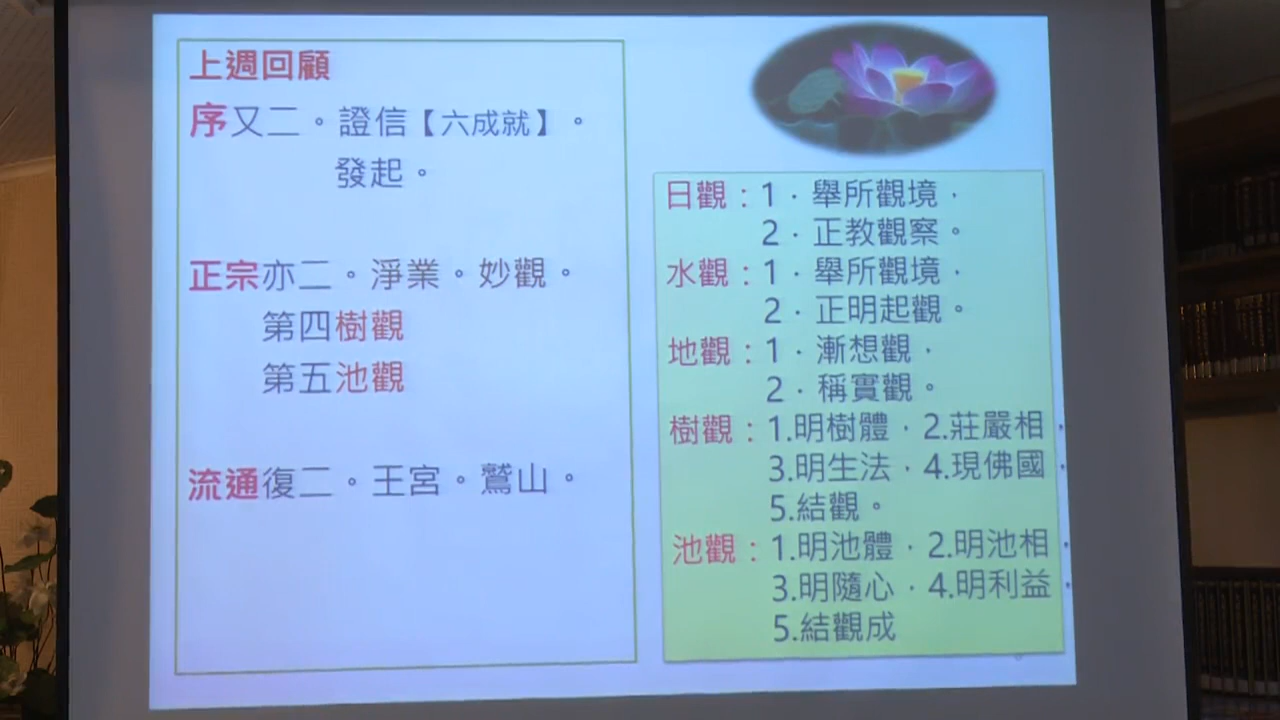 上週回顧
序又二。證信【六成就】。
發起。
正宗亦二。淨業。妙觀。
第四樹觀
第五池觀
流通復二。王宮。鷲山。
日觀：1．舉所觀境．
2．正教觀察。
水觀：1．舉所觀境．
2．正明起觀。
地觀：1．漸想觀．
2．稱實觀。
樹觀：1.明樹體．2.莊嚴相．
3.明生法．4.現佛國．
5.結觀。
池觀：1.明池體．2.明池相．
3.明隨心．4.明利益．
5.結觀成